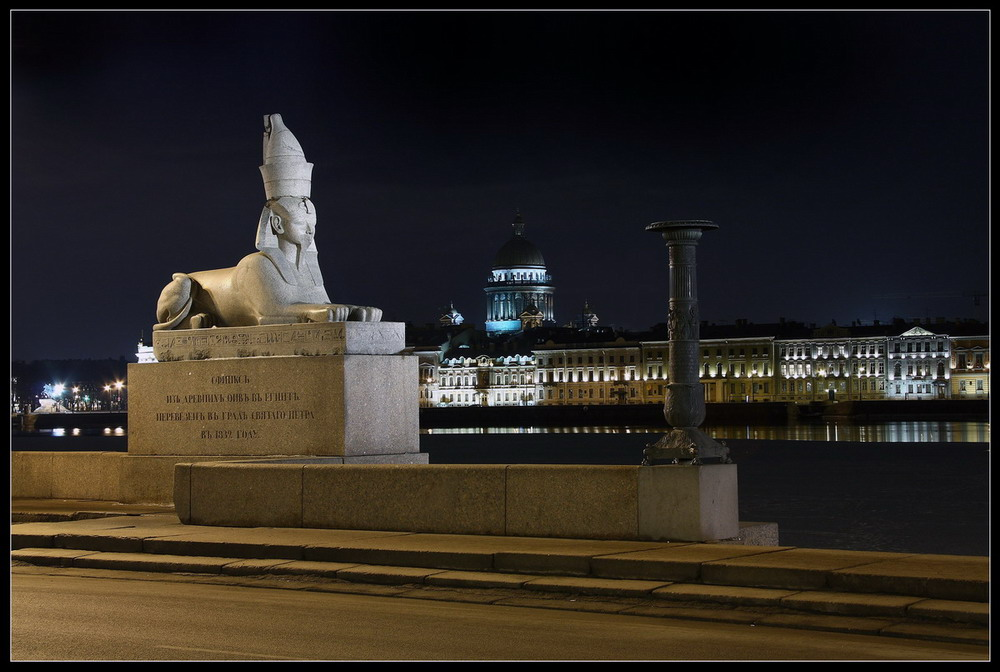 СФИНКСЪ
ИЗЪ ДРЕВНИХЪ ѲИВЪ ВЪ ЕГИПТѢ
ПЕРЕВЕЗЕНЪ ВЪ ГРАДЪ СВЯТАГО ПЕТРА
ВЪ 1832 ГОДУ.